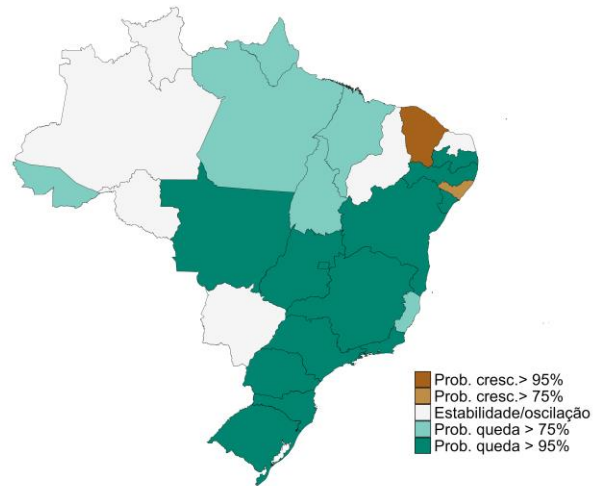 Prob. cresc.> 95%
Prob. cresc.> 75%
Estabilidade/oscilação
Prob. queda > 75%
Prob. queda > 95%